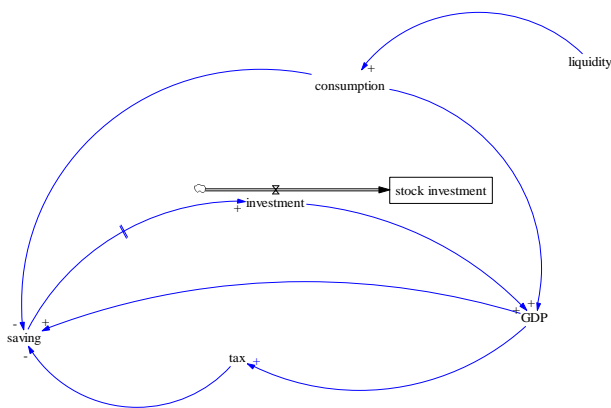 liquidity
+
consumption
stock investment
+
investment
+
+
GDP
-
+
saving
-
tax
+